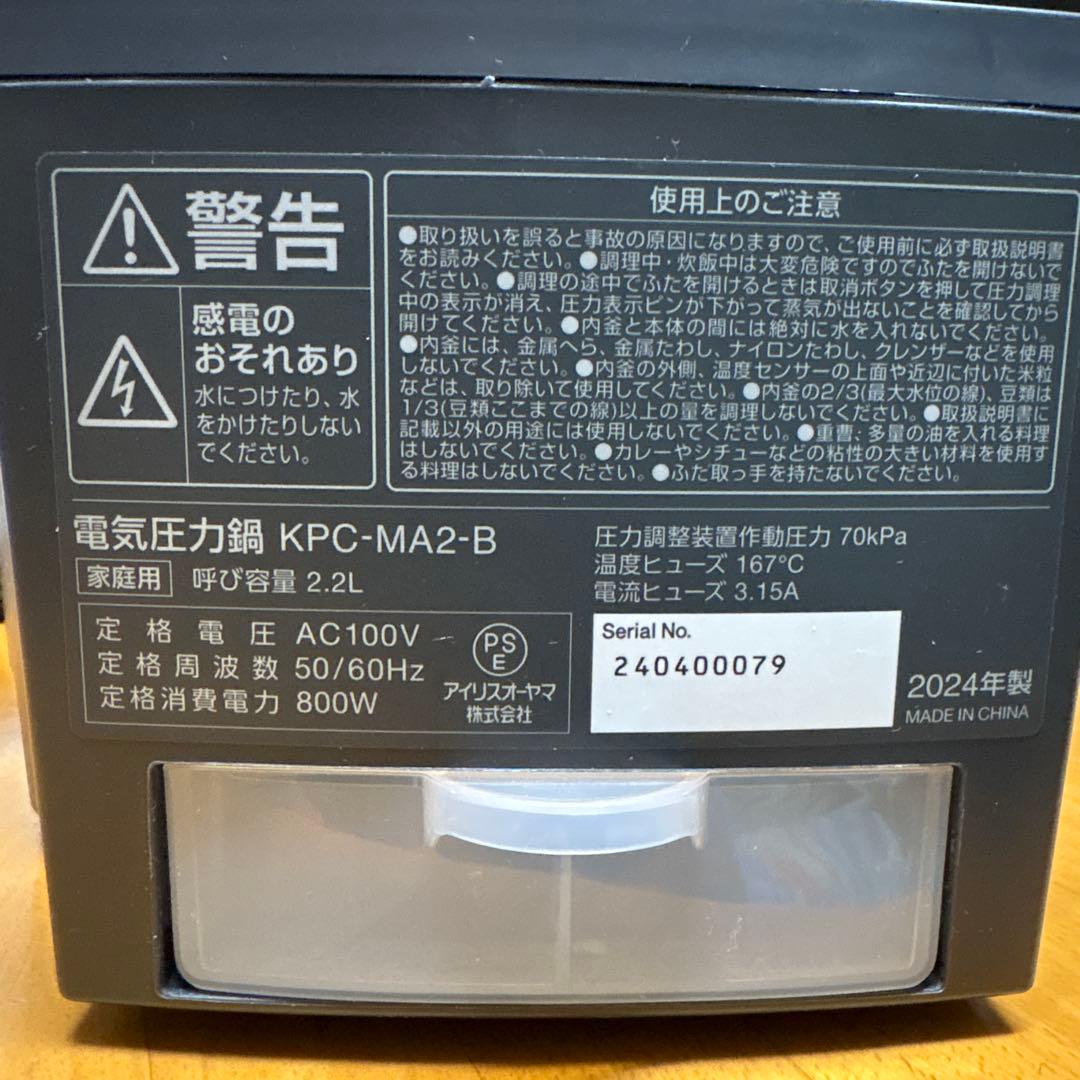 警告
感電の
おそれあり
水につけたり、水
をかけたりしない
でください。
使用上のご注意
●取り扱いを誤ると事故の原因になりますので、ご使用前に必ず取扱説明書
をお読みください。●調理中・炊飯中は大変危険ですのでふたを開けないで
ください。●調理の途中でふたを開けるときは取消ボタンを押して圧力調理
中の表示が消え、圧力表示ピンが下がって蒸気が出ないことを確認してから
開けてください。●内釜と本体の間には絶対に水を入れないでください。
●内釜には、金属へら、金属たわし、ナイロンたわし、クレンザーなどを使用
しないでください。●内釜の外側、温度センサーの上面や近辺に付いた米粒
などは、取り除いて使用してください。●内釜の2/3(最大水位の線)、豆類は
1/3(豆類ここまでの線)以上の量を調理しないでください。●取扱説明書に
記載以外の用途には使用しないでください。●重曹、多量の油を入れる料理
はしないでください。●カレーやシチューなどの粘性の大きい材料を使用す
る料理はしないでください。●ふた取っ手を持たないでください。
電気圧力鍋 KPC-MA2-B
家庭用 呼び容量 2.2L
圧力調整装置作動圧力 70kPa
温度ヒューズ 167℃
電流ヒューズ 3.15A
定格電圧 AC100V
定格周波数 50/60Hz
定格消費電力 800W
PS
E
アイリスオーヤマ
株式会社
Serial No.
240400079
2024年製
MADE IN CHINA